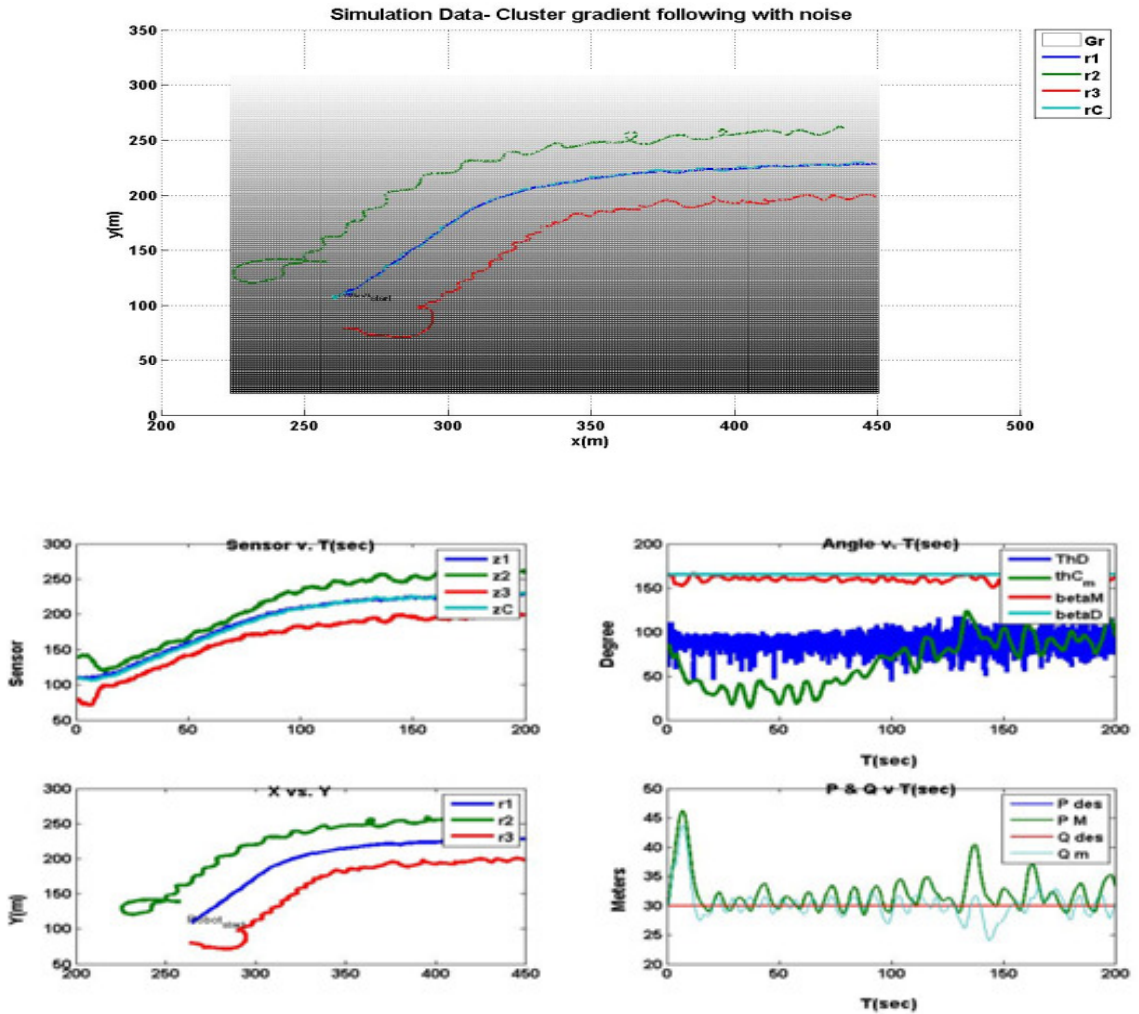 Simulation Data- Cluster gradient following with noise
350
300
250
200
150
100
50
0
y(m)
200
250
300
350
400
450
500
x(m)
Gr
r1
r2
r3
rC
start
Sensor v. T(sec)
300
250
200
150
100
50
Sensor
0
50
100
150
200
z1
z2
z3
zC
Angle v. T(sec)
200
150
100
50
0
Degree
0
50
100
150
200
T(sec)
ThD
thCm
betaM
betaD
X vs. Y
300
250
200
150
100
50
Y(m)
200
250
300
350
400
450
r1
r2
r3
Robot start
P & Q v T(sec)
50
45
40
35
30
25
20
Meters
0
50
100
150
200
T(sec)
P des
P M
Q des
Q m